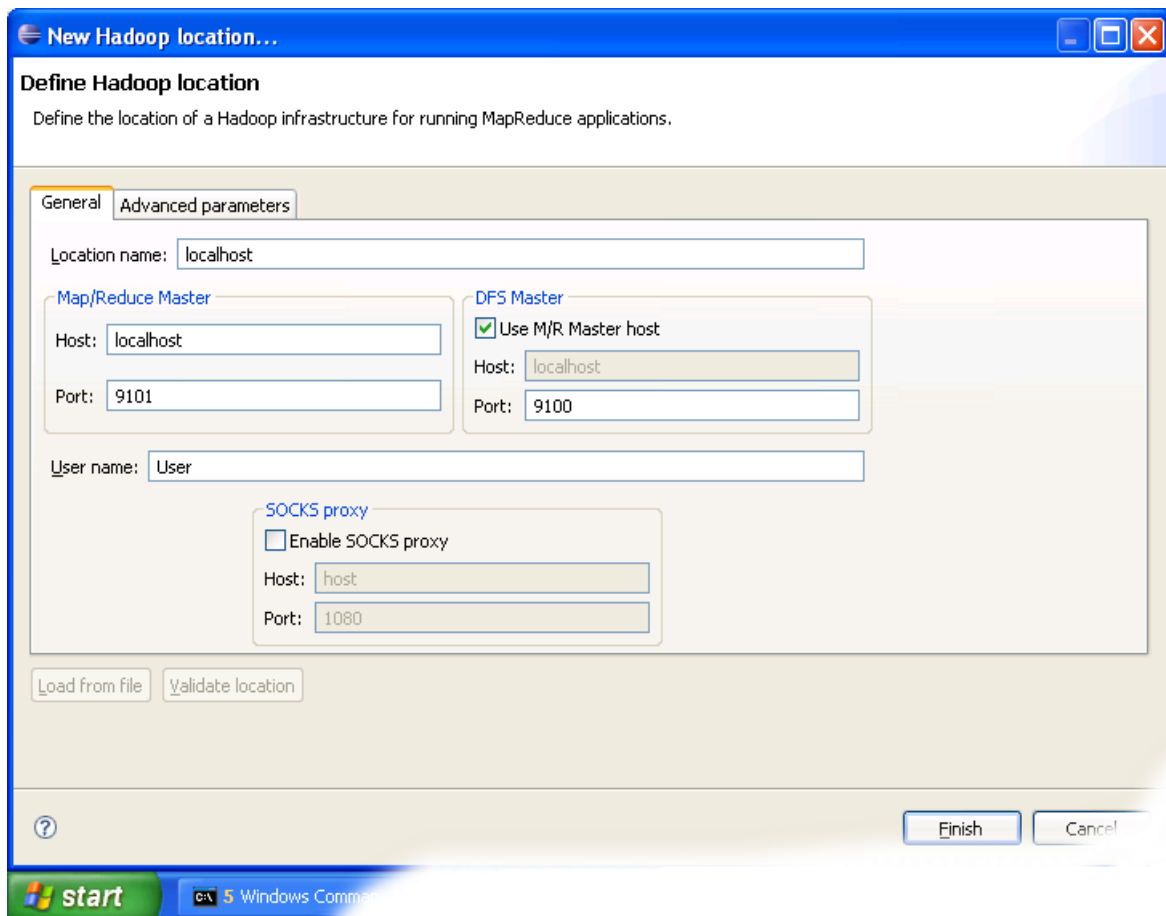 New Hadoop location...
Define Hadoop location
Define the location of a Hadoop infrastructure for running MapReduce applications.
General
Advanced parameters
Location name: localhost
Map/Reduce Master
Host: localhost
Port: 9101
DFS Master
Use M/R Master host
Host: localhost
Port: 9100
User name: User
SOCKS proxy
Enable SOCKS proxy
Host: host
Port: 1080
Load from file
Validate location
Finish
Cancel
start
5 Windows